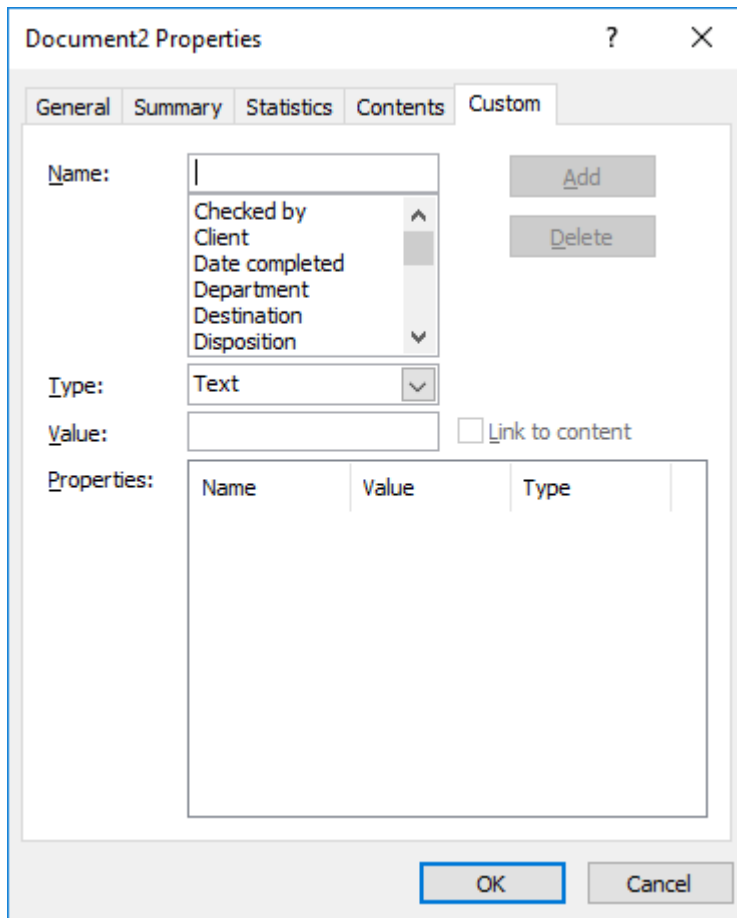 Document2 Properties ? ×
General Summary Statistics Contents Custom
Name: Add
Checked by
Client Delete
Date completed
Department
Destination
Disposition
Type: Text
Value: Link to content
Properties: Name Value Type
OK Cancel